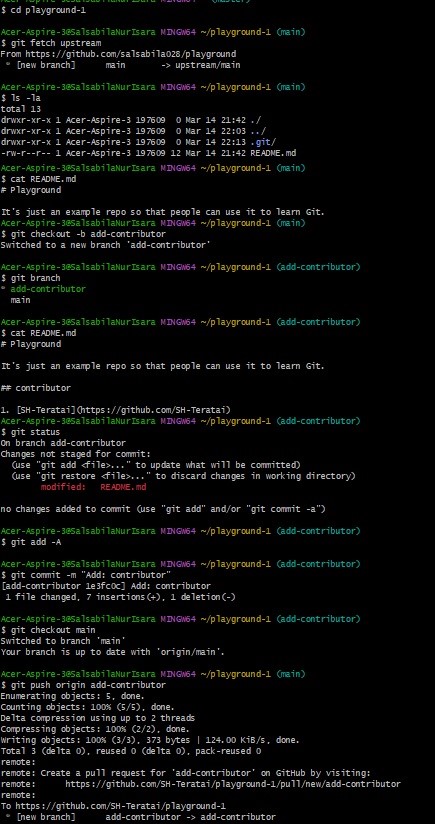 Acer-Aspire-3@SalsabilaNurIsara MINGW64 ~ (master)
$ cd playground-1
Acer-Aspire-3@SalsabilaNurIsara MINGW64 ~/playground-1 (main)
$ git fetch upstream
From https://github.com/salsabila028/playground
 * [new branch]      main       -> upstream/main
Acer-Aspire-3@SalsabilaNurIsara MINGW64 ~/playground-1 (main)
$ ls -la
total 13
drwxr-xr-x 1 Acer-Aspire-3 197609  0 Mar 14 21:42 ./
drwxr-xr-x 1 Acer-Aspire-3 197609  0 Mar 14 22:03 ../
drwxr-xr-x 1 Acer-Aspire-3 197609  0 Mar 14 22:13 .git/
-rw-r--r-- 1 Acer-Aspire-3 197609 12 Mar 14 21:42 README.md
Acer-Aspire-3@SalsabilaNurIsara MINGW64 ~/playground-1 (main)
$ cat README.md
# Playground
It's just an example repo so that people can use it to learn Git.
Acer-Aspire-3@SalsabilaNurIsara MINGW64 ~/playground-1 (main)
$ git checkout -b add-contributor
Switched to a new branch 'add-contributor'
Acer-Aspire-3@SalsabilaNurIsara MINGW64 ~/playground-1 (add-contributor)
$ git branch
* add-contributor
  main
Acer-Aspire-3@SalsabilaNurIsara MINGW64 ~/playground-1 (add-contributor)
$ cat README.md
# Playground
It's just an example repo so that people can use it to learn Git.
## contributor
1. [SH-Teratai](https://github.com/SH-Teratai)
Acer-Aspire-3@SalsabilaNurIsara MINGW64 ~/playground-1 (add-contributor)
$ git status
On branch add-contributor
Changes not staged for commit:
  (use "git add <file>..." to update what will be committed)
  (use "git restore <file>..." to discard changes in working directory)
        modified:   README.md
no changes added to commit (use "git add" and/or "git commit -a")
Acer-Aspire-3@SalsabilaNurIsara MINGW64 ~/playground-1 (add-contributor)
$ git add -A
Acer-Aspire-3@SalsabilaNurIsara MINGW64 ~/playground-1 (add-contributor)
$ git commit -m "Add: contributor"
[add-contributor 1e3fc0c] Add: contributor
 1 file changed, 7 insertions(+), 1 deletion(-)
Acer-Aspire-3@SalsabilaNurIsara MINGW64 ~/playground-1 (add-contributor)
$ git checkout main
Switched to branch 'main'
Your branch is up to date with 'origin/main'.
Acer-Aspire-3@SalsabilaNurIsara MINGW64 ~/playground-1 (main)
$ git push origin add-contributor
Enumerating objects: 5, done.
Counting objects: 100% (5/5), done.
Delta compression using up to 2 threads
Compressing objects: 100% (2/2), done.
Writing objects: 100% (3/3), 373 bytes | 124.00 KiB/s, done.
Total 3 (delta 0), reused 0 (delta 0), pack-reused 0
remote:
remote: Create a pull request for 'add-contributor' on GitHub by visiting:
remote:      https://github.com/SH-Teratai/playground-1/pull/new/add-contributor
remote:
To https://github.com/SH-Teratai/playground-1
 * [new branch]      add-contributor -> add-contributor